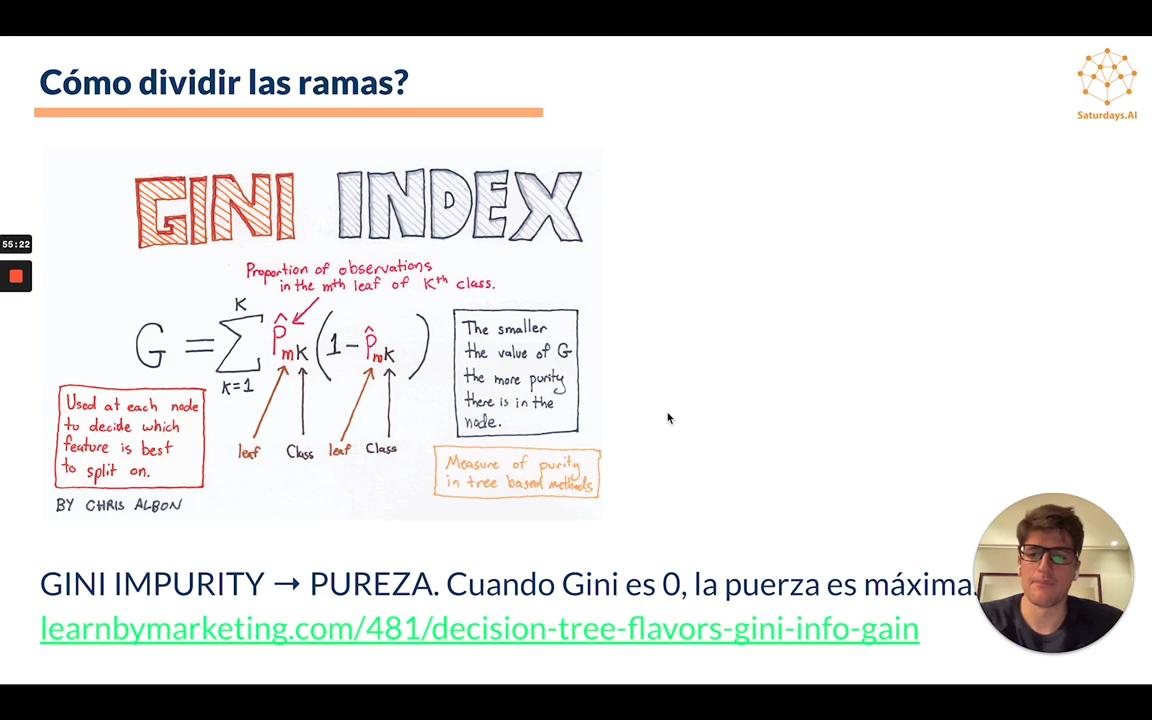 Cómo dividir las ramas?
Saturdays.AI
GINI INDEX
55:22
Proportion of observations
in the mth leaf of Kth class.
K
G = Σ P̂mk (1 - P̂mk)
k=1
The smaller
the value of G
the more purity
there is in the
node.
Used at each node
to decide which
feature is best
to split on.
leaf Class leaf Class
Measure of purity
in tree based methods
BY CHRIS ALBON
GINI IMPURITY → PUREZA. Cuando Gini es 0, la puerza es máxima.
learnbymarketing.com/481/decision-tree-flavors-gini-info-gain